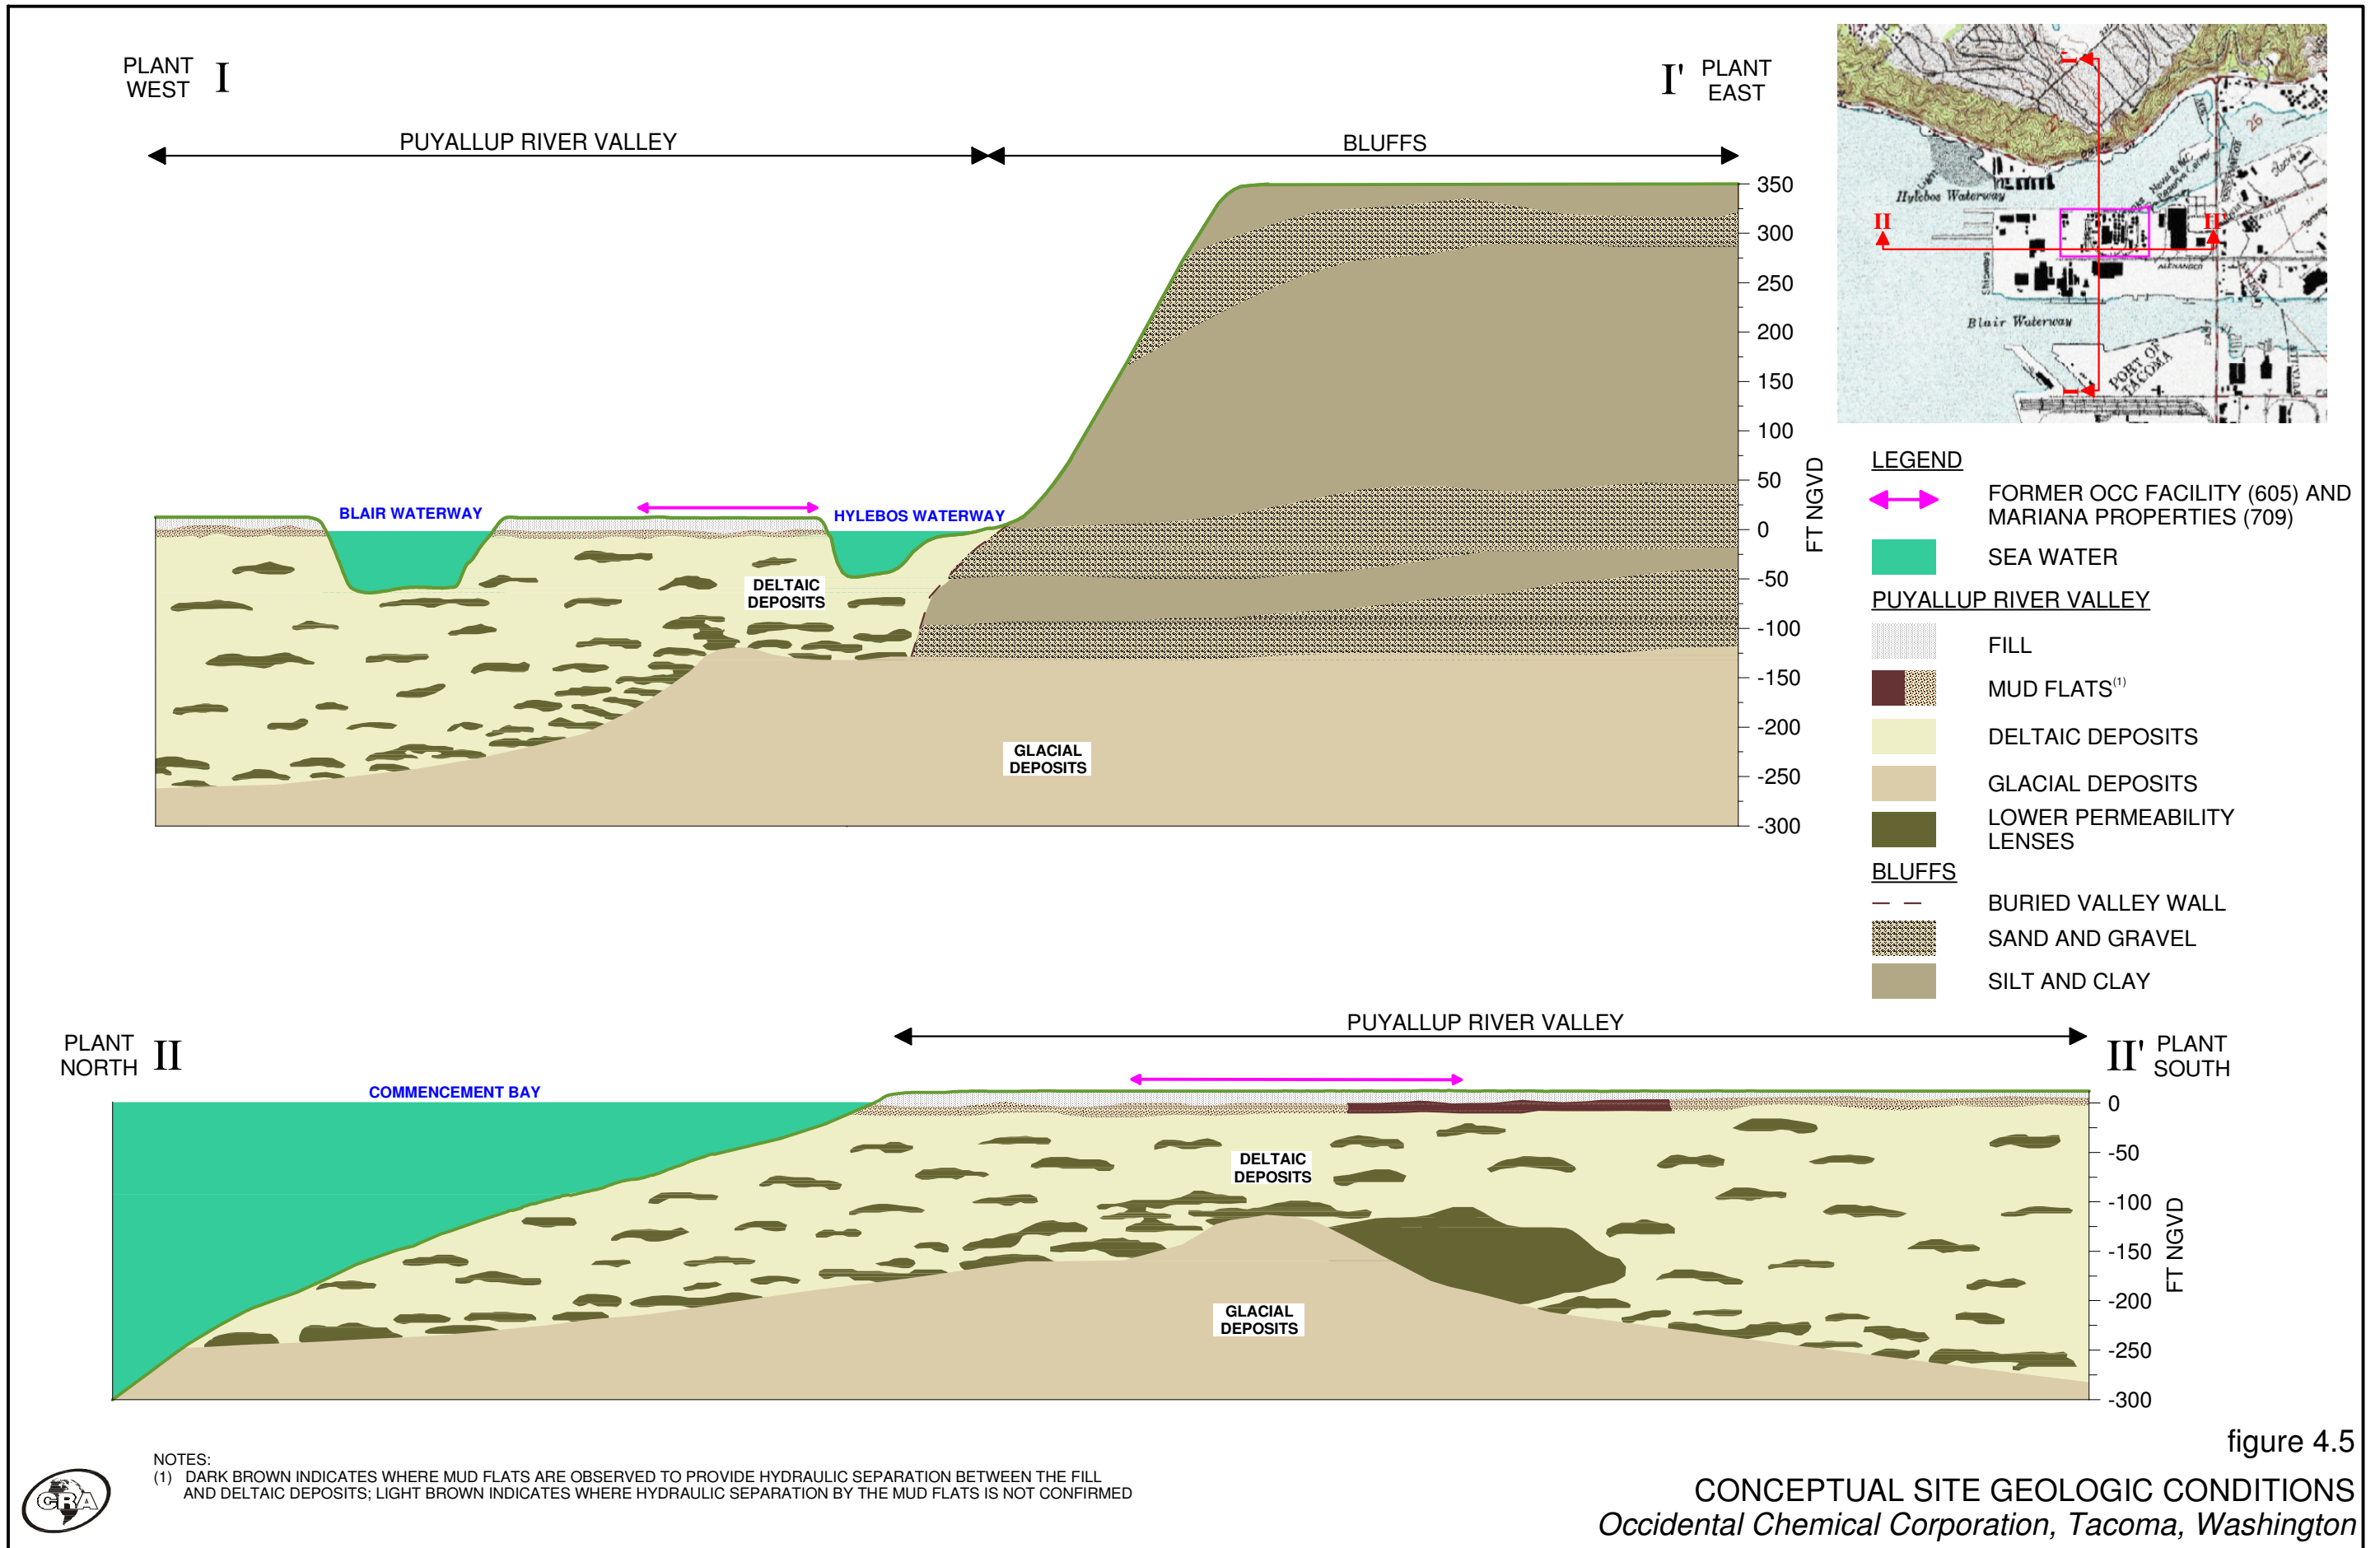 PLANT
WEST
I
I'
PLANT
EAST
PUYALLUP RIVER VALLEY
BLUFFS
350
300
250
200
150
100
50
0
-50
-100
-150
-200
-250
-300
FT NGVD
BLAIR WATERWAY
HYLEBOS WATERWAY
DELTAIC
DEPOSITS
GLACIAL
DEPOSITS
I
Hylebos Waterway
II
II'
26
ALEXANDER
Blair Waterway
PORT OF
TACOMA
I
LEGEND
FORMER OCC FACILITY (605) AND
MARIANA PROPERTIES (709)
SEA WATER
PUYALLUP RIVER VALLEY
FILL
MUD FLATS(1)
DELTAIC DEPOSITS
GLACIAL DEPOSITS
LOWER PERMEABILITY
LENSES
BLUFFS
BURIED VALLEY WALL
SAND AND GRAVEL
SILT AND CLAY
PLANT
NORTH
II
PUYALLUP RIVER VALLEY
II'
PLANT
SOUTH
COMMENCEMENT BAY
DELTAIC
DEPOSITS
GLACIAL
DEPOSITS
0
-50
-100
-150
-200
-250
-300
FT NGVD
NOTES:
(1) DARK BROWN INDICATES WHERE MUD FLATS ARE OBSERVED TO PROVIDE HYDRAULIC SEPARATION BETWEEN THE FILL
AND DELTAIC DEPOSITS; LIGHT BROWN INDICATES WHERE HYDRAULIC SEPARATION BY THE MUD FLATS IS NOT CONFIRMED
CRA
figure 4.5
CONCEPTUAL SITE GEOLOGIC CONDITIONS
Occidental Chemical Corporation, Tacoma, Washington